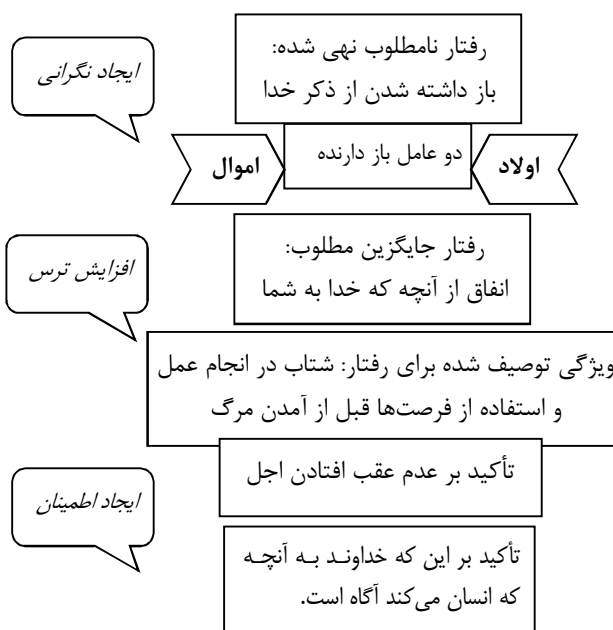 رفتار نامطلوب نهی شده:
باز داشته شدن از ذکر خدا
ایجاد نگرانی
اولاد
دو عامل باز دارنده
اموال
رفتار جایگزین مطلوب:
انفاق از آنچه که خدا به شما
افزایش ترس
ویژگی توصیف شده برای رفتار: شتاب در انجام عمل
و استفاده از فرصت‌ها قبل از آمدن مرگ
تأکید بر عدم عقب افتادن اجل
ایجاد اطمینان
تأکید بر این که خداوند به آنچه
که انسان می‌کند آگاه است.